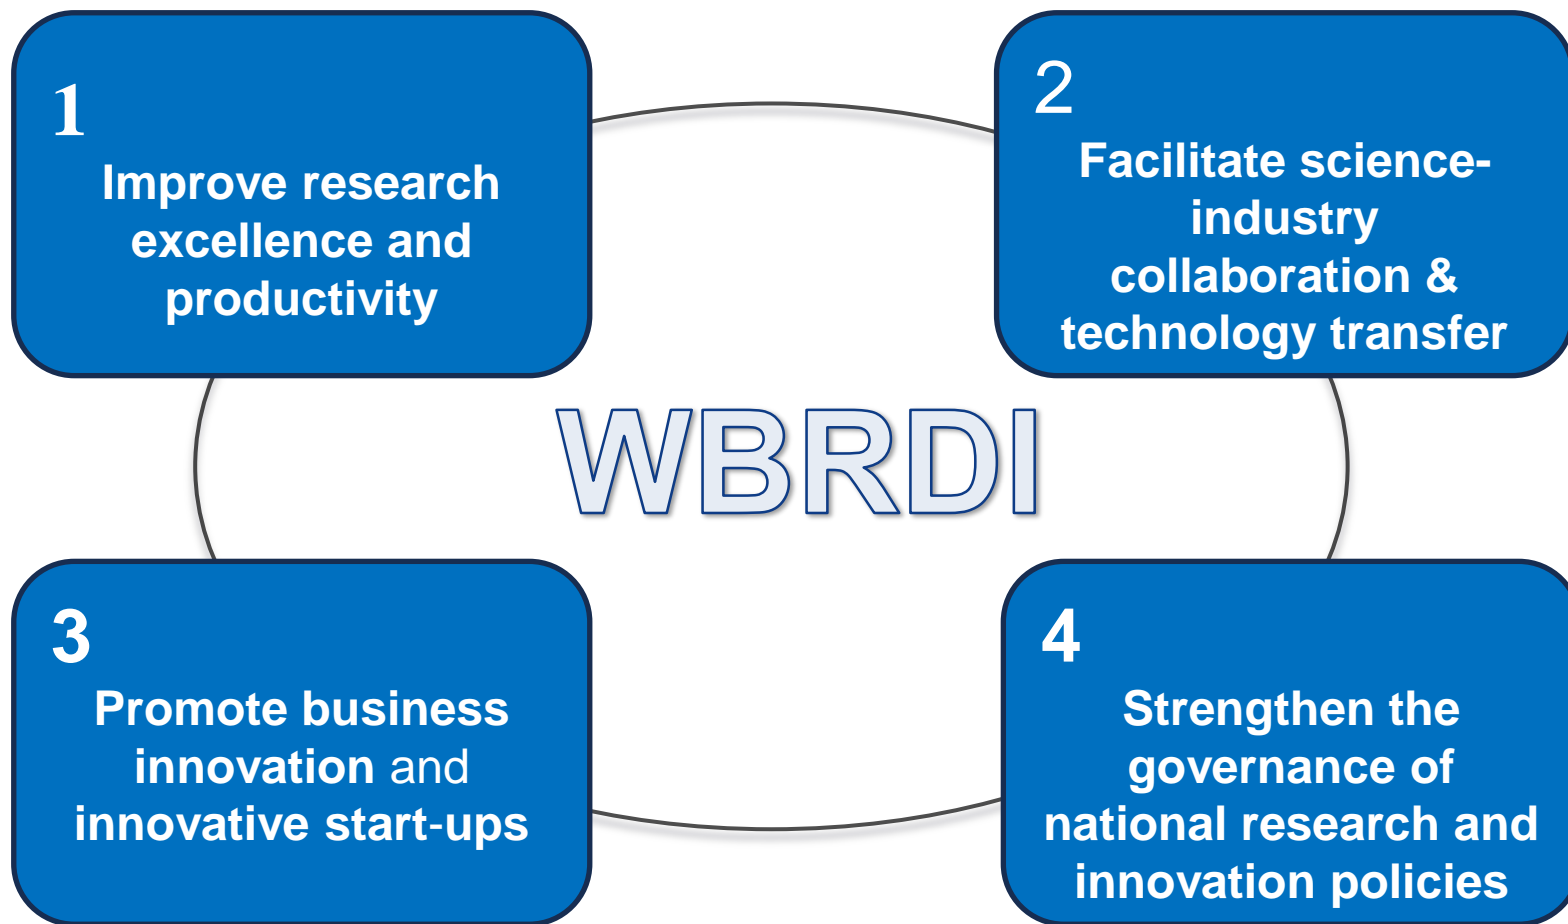 1
Improve research
excellence and
productivity
2
Facilitate science-
industry
collaboration &
technology transfer
WBRDI
3
Promote business
innovation and
innovative start-ups
4
Strengthen the
governance of
national research and
innovation policies